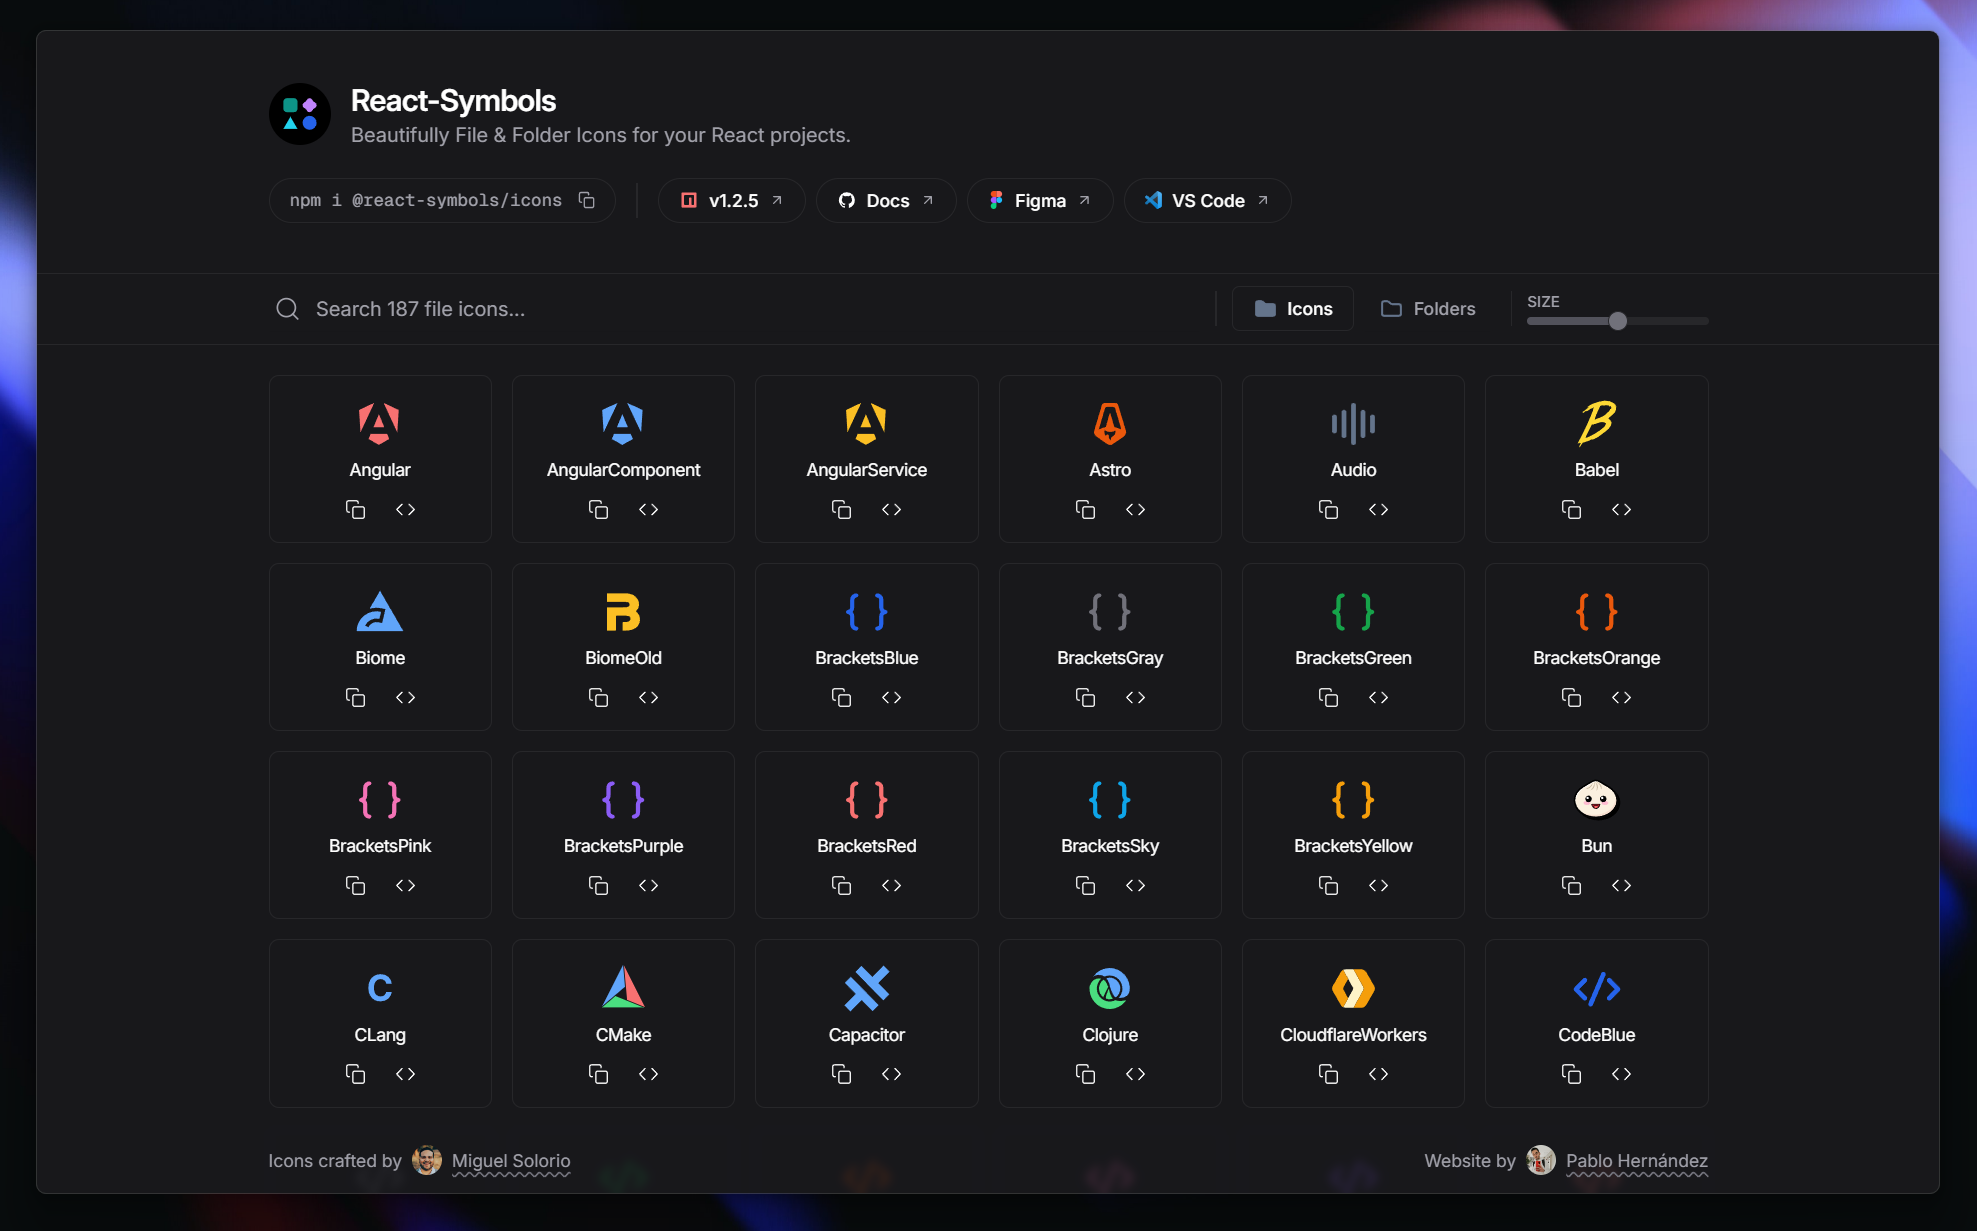 React-Symbols
Beautifully File & Folder Icons for your React projects.
npm i @react-symbols/icons
v1.2.5
Docs
Figma
VS Code
Search 187 file icons...
Icons
Folders
SIZE
Angular
AngularComponent
AngularService
Astro
Audio
Babel
Biome
BiomeOld
BracketsBlue
BracketsGray
BracketsGreen
BracketsOrange
BracketsPink
BracketsPurple
BracketsRed
BracketsSky
BracketsYellow
Bun
CLang
CMake
Capacitor
Clojure
CloudflareWorkers
CodeBlue
Icons crafted by Miguel Solorio
Website by Pablo Hernández